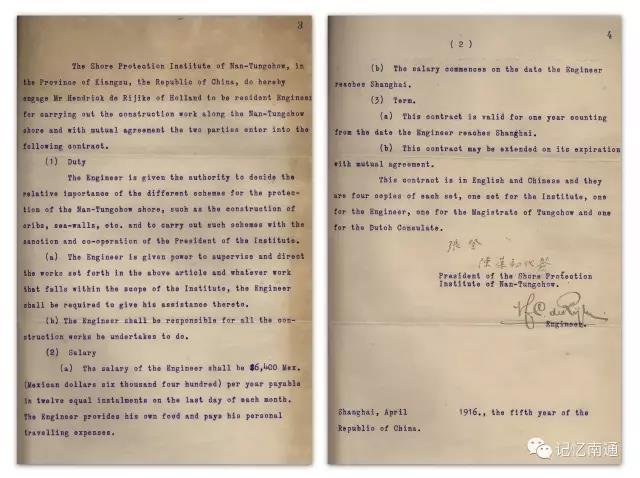 3
The Shore Protection Institute of Nan-Tungchow, in
the Province of Kiangsu, the Republic of China, do hereby
engage Mr Hendrick de Rijike of Holland to be resident Engineer
for carrying out the construction work along the Nan-Tungchow
shore and with mutual agreement the two parties enter into the
following contract.
(1) Duty
The Engineer is given the authority to decide the
relative importance of the different schemes for the protec-
tion of the Nan-Tungchow shore, such as the construction of
cribs, sea-walls, etc. and to carry out such schemes with the
sanction and co-operation of the President of the Institute.
(a) The Engineer is given power to supervise and direct
the works set forth in the above article and whatever work
that falls within the scope of the Institute, the Engineer
shall be required to give his assistance thereto.
(b) The Engineer shall be responsible for all the con-
struction works he undertakes to do.
(2) Salary
(a) The salary of the Engineer shall be $6,400 Mex.
(Mexican dollars six thousand four hundred) per year payable
in twelve equal instalments on the last day of each month.
The Engineer provides his own food and pays his personal
travelling expenses.
4
(2)
(b) The salary commences on the date the Engineer
reaches Shanghai.
(3) Term.
(a) This contract is valid for one year counting
from the date the Engineer reaches Shanghai.
(b) This contract may be extended on its expiration
with mutual agreement.
This contract is in English and Chinese and they
are four copies of each set, one set for the Institute, one
for the Engineer, one for the Magistrate of Tungchow and one
for the Dutch Consulate.
張詧
President of the Shore Protection
Institute of Nan-Tungchow.
Engineer.
Shanghai, April 1916., the fifth year of the
Republic of China.
记忆南通